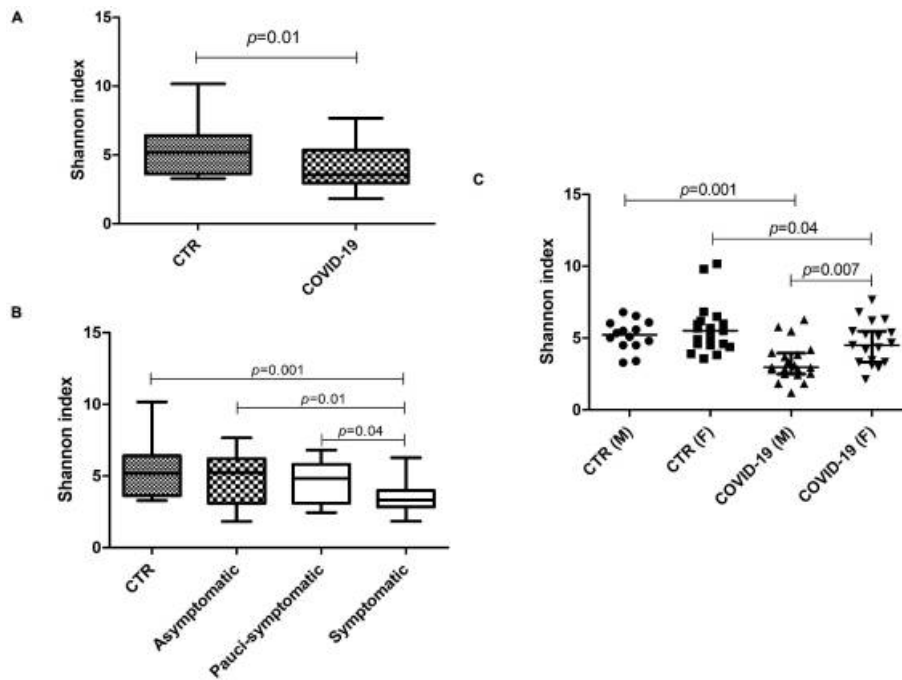 A
p=0.01
15
10
5
0
Shannon index
CTR
COVID-19
B
p=0.001
p=0.01
p=0.04
15
10
5
0
Shannon index
CTR
Asymptomatic
Pauci-symptomatic
Symptomatic
C
p=0.001
p=0.04
p=0.007
15
10
5
0
Shannon index
CTR (M)
CTR (F)
COVID-19 (M)
COVID-19 (F)